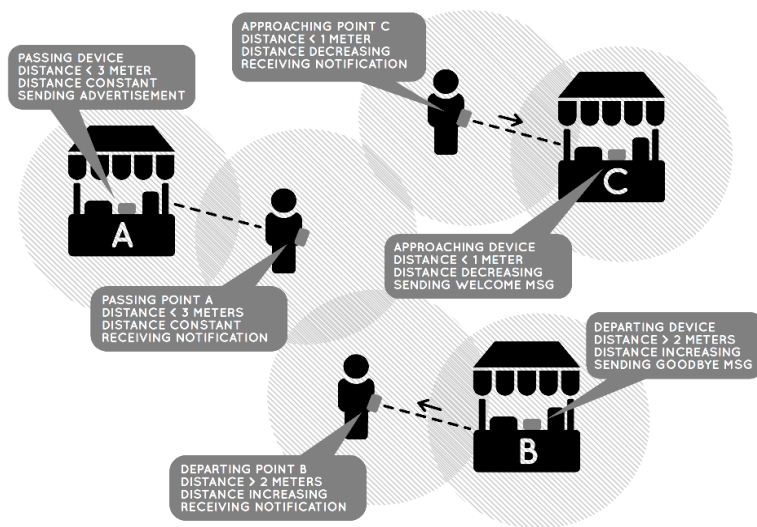 PASSING DEVICE
DISTANCE < 3 METER
DISTANCE CONSTANT
SENDING ADVERTISEMENT
A
PASSING POINT A
DISTANCE < 3 METERS
DISTANCE CONSTANT
RECEIVING NOTIFICATION
APPROACHING POINT C
DISTANCE < 1 METER
DISTANCE DECREASING
RECEIVING NOTIFICATION
C
APPROACHING DEVICE
DISTANCE < 1 METER
DISTANCE DECREASING
SENDING WELCOME MSG
DEPARTING DEVICE
DISTANCE > 2 METERS
DISTANCE INCREASING
SENDING GOODBYE MSG
B
DEPARTING POINT B
DISTANCE > 2 METERS
DISTANCE INCREASING
RECEIVING NOTIFICATION